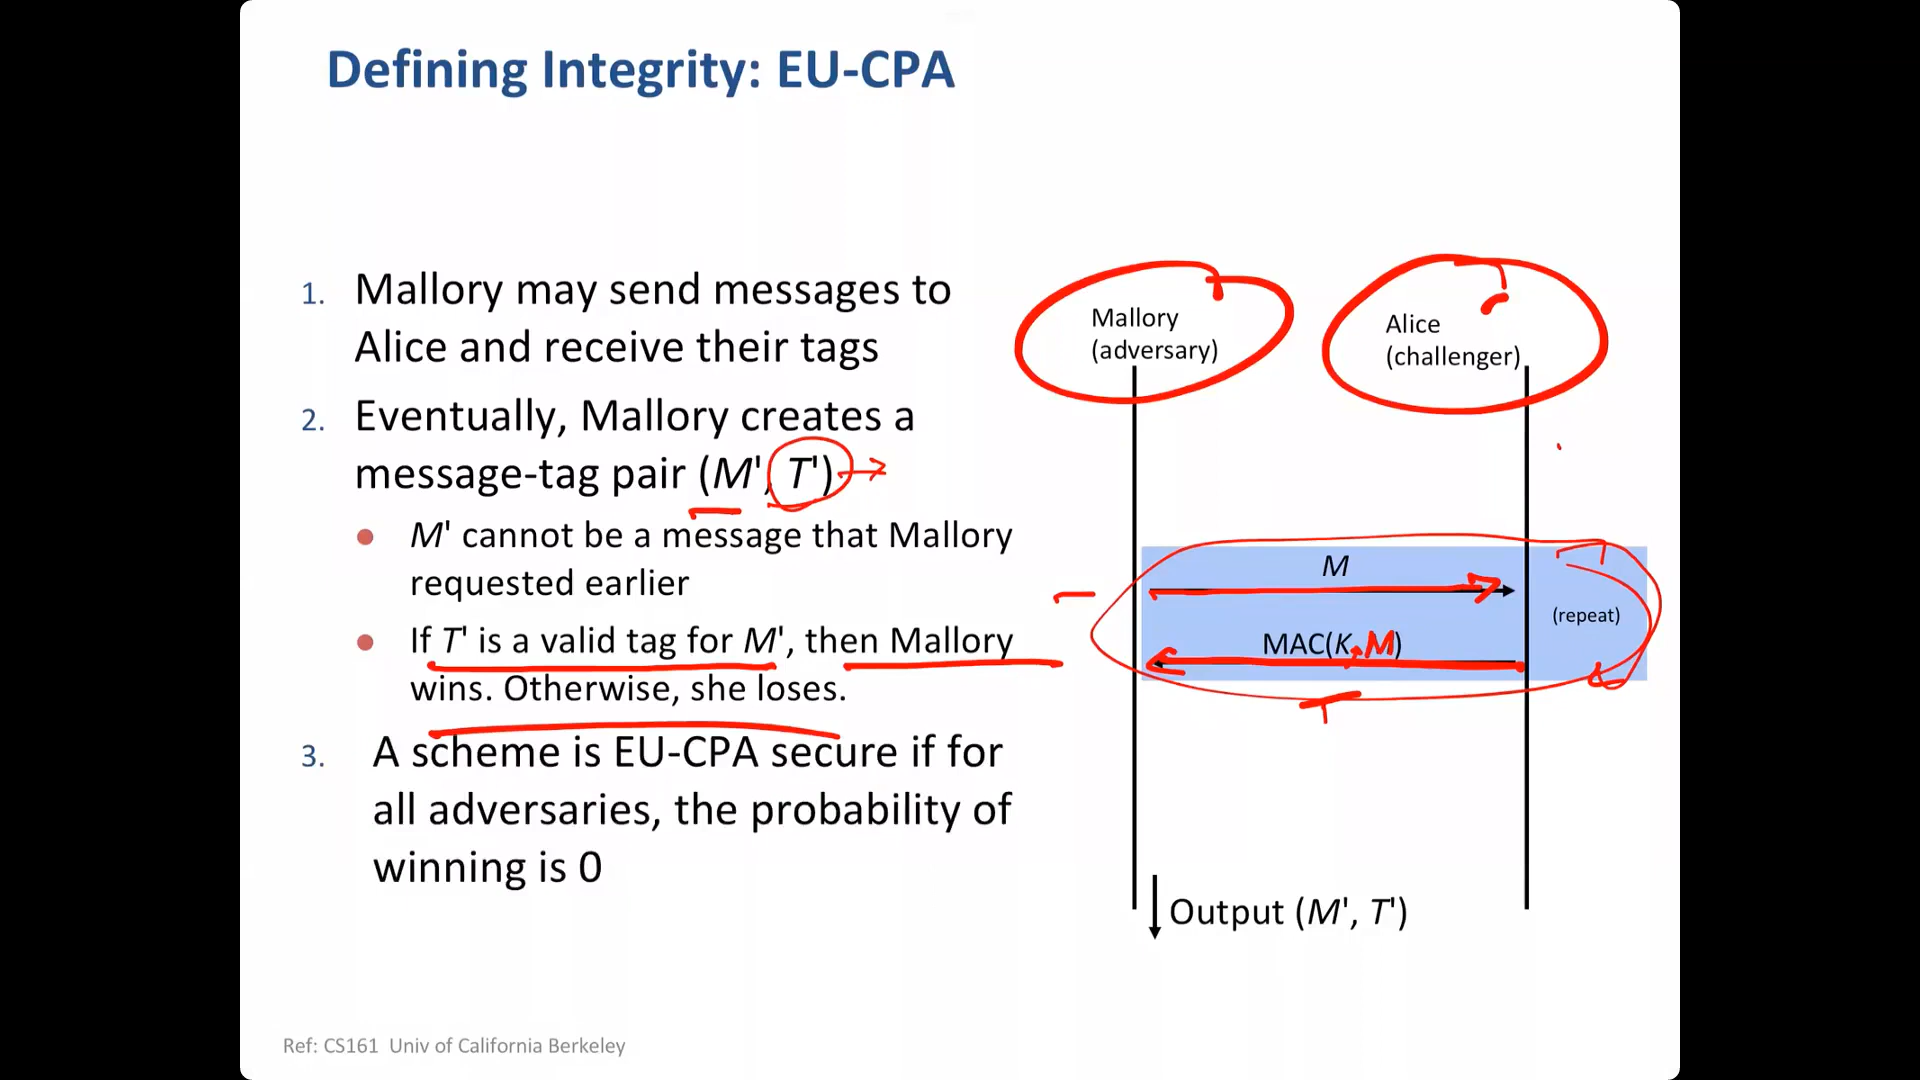 Defining Integrity: EU-CPA
1. Mallory may send messages to
Alice and receive their tags
2. Eventually, Mallory creates a
message-tag pair (M', T')
M' cannot be a message that Mallory
requested earlier
If T' is a valid tag for M', then Mallory
wins. Otherwise, she loses.
3. A scheme is EU-CPA secure if for
all adversaries, the probability of
winning is 0
Mallory
(adversary)
Alice
(challenger)
M
(repeat)
MAC(K, M)
T
Output (M', T')
Ref: CS161 Univ of California Berkeley